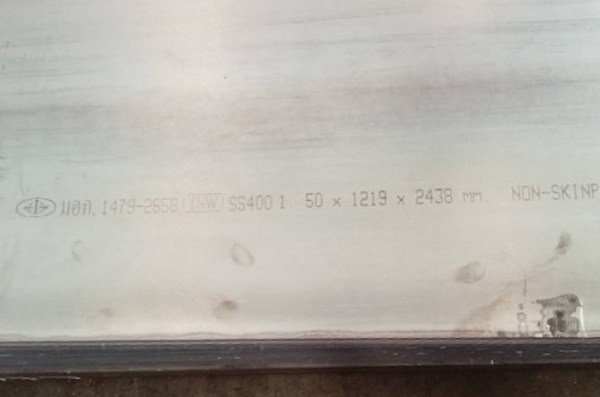 มอก. 1479-2558 TSW SS400 1.50 x 1219 x 2438 mm. NON-SKINP